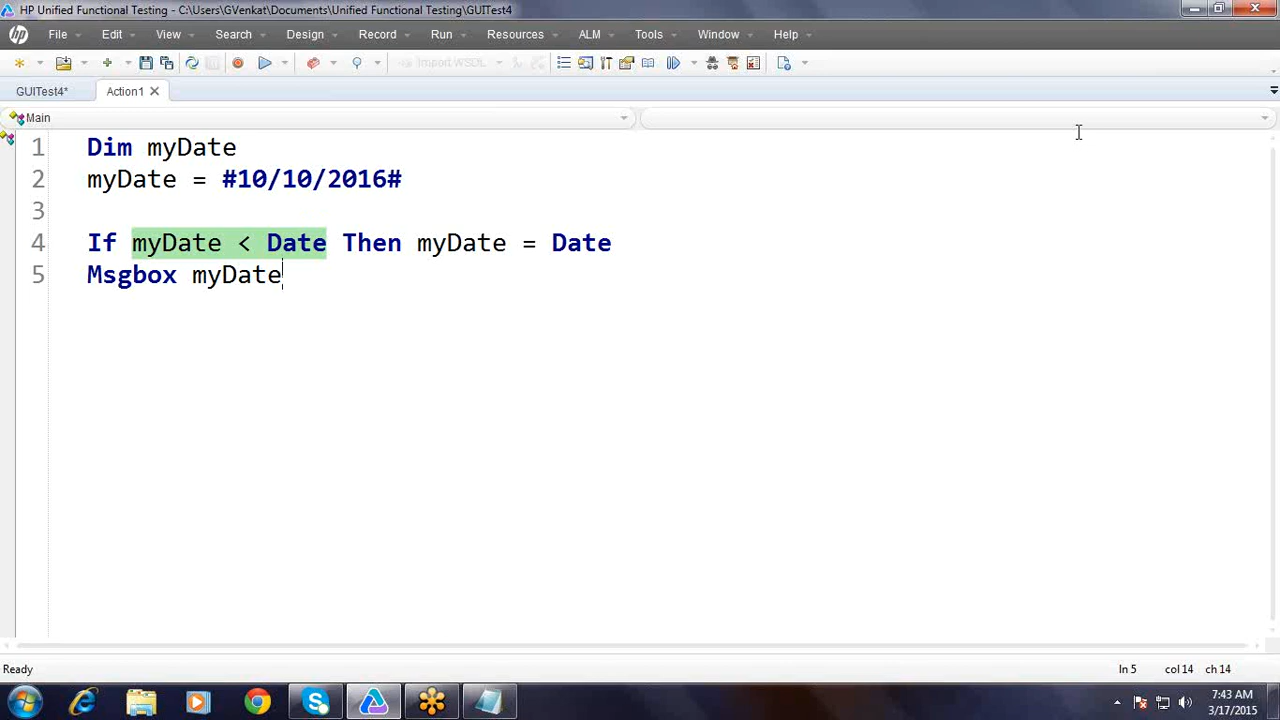 HP Unified Functional Testing - C:\Users\GVenkat\Documents\Unified Functional Testing\GUITest4
hp File Edit View Search Design Record Run Resources ALM Tools Window Help
Import WSDL
GUITest4* Action1
Main
1 Dim myDate
2 myDate = #10/10/2016#
3
4 If myDate < Date Then myDate = Date
5 Msgbox myDate
Ready ln 5 col 14 ch 14
7:43 AM
3/17/2015